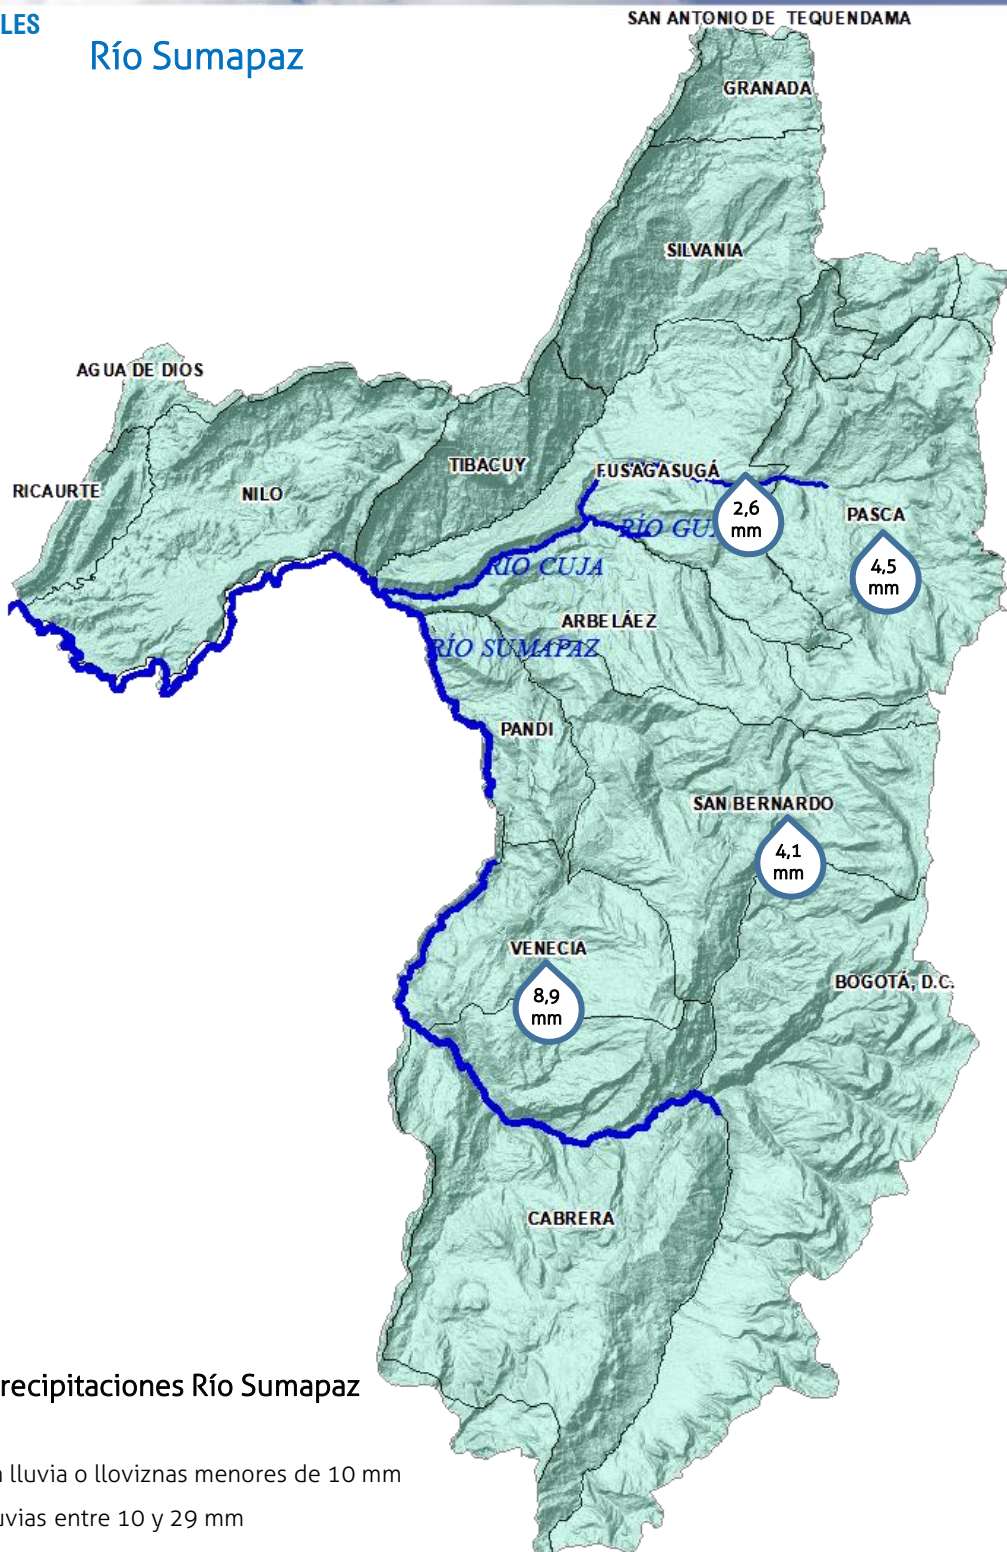 LES
Río Sumapaz
SAN ANTONIO DE TEQUENDAMA
GRANADA
SILVANIA
AGUA DE DIOS
TIBACUY
FUSAGASUGÁ
RICAURTE
NILO
2,6
mm
PASCA
RÍO GU
4,5
mm
RÍO CUJA
ARBELÁEZ
RÍO SUMAPAZ
PANDI
SAN BERNARDO
4,1
mm
VENECIA
8,9
mm
BOGOTÁ, D.C.
CABRERA
recipitaciones Río Sumapaz
lluvia o lloviznas menores de 10 mm
uvias entre 10 y 29 mm